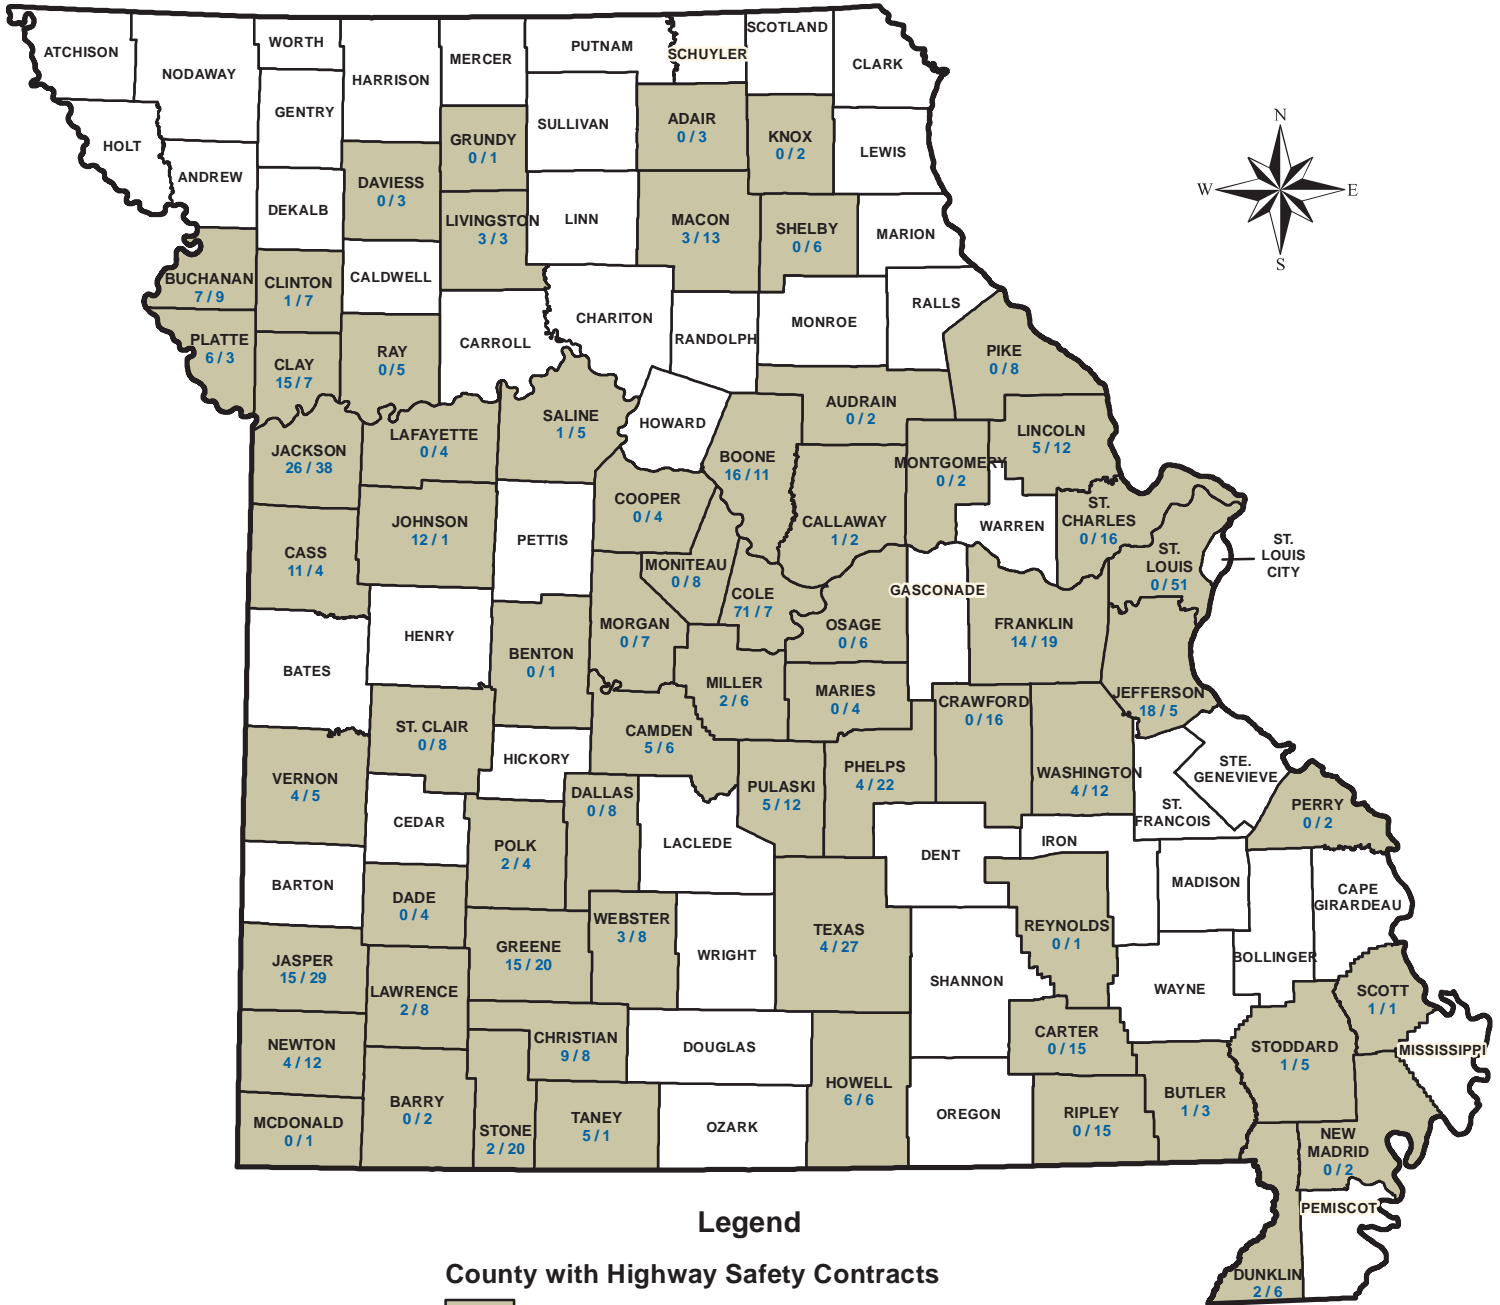 ATCHISON
NODAWAY
WORTH
HARRISON
MERCER
PUTNAM
SCHUYLER
SCOTLAND
CLARK
GENTRY
HOLT
ANDREW
DEKALB
DAVIESS
0 / 3
GRUNDY
0 / 1
SULLIVAN
ADAIR
0 / 3
KNOX
0 / 2
LEWIS
N
W
E
S
LIVINGSTON
3 / 3
LINN
MACON
3 / 13
SHELBY
0 / 6
MARION
BUCHANAN
7 / 9
CLINTON
1 / 7
CALDWELL
CHARITON
RANDOLPH
MONROE
RALLS
PLATTE
6 / 3
CLAY
15 / 7
RAY
0 / 5
CARROLL
PIKE
0 / 8
SALINE
1 / 5
HOWARD
AUDRAIN
0 / 2
LINCOLN
5 / 12
JACKSON
26 / 38
LAFAYETTE
0 / 4
BOONE
16 / 11
MONTGOMERY
0 / 2
COOPER
0 / 4
CALLAWAY
1 / 2
WARREN
ST.
CHARLES
0 / 16
ST.
LOUIS
0 / 51
ST.
LOUIS
CITY
JOHNSON
12 / 1
PETTIS
CASS
11 / 4
MONITEAU
0 / 8
COLE
71 / 7
GASCONADE
OSAGE
0 / 6
FRANKLIN
14 / 19
HENRY
MORGAN
0 / 7
BENTON
0 / 1
BATES
MILLER
2 / 6
MARIES
0 / 4
CRAWFORD
0 / 16
JEFFERSON
18 / 5
ST. CLAIR
0 / 8
CAMDEN
5 / 6
HICKORY
VERNON
4 / 5
DALLAS
0 / 8
PULASKI
5 / 12
PHELPS
4 / 22
WASHINGTON
4 / 12
STE.
GENEVIEVE
ST.
FRANCOIS
PERRY
0 / 2
CEDAR
POLK
2 / 4
LACLEDE
DENT
IRON
BARTON
DADE
0 / 4
MADISON
CAPE
GIRARDEAU
WEBSTER
3 / 8
TEXAS
4 / 27
REYNOLDS
0 / 1
GREENE
15 / 20
WRIGHT
BOLLINGER
JASPER
15 / 29
LAWRENCE
2 / 8
SHANNON
WAYNE
SCOTT
1 / 1
NEWTON
4 / 12
CHRISTIAN
9 / 8
DOUGLAS
CARTER
0 / 15
STODDARD
1 / 5
MISSISSIPPI
BARRY
0 / 2
HOWELL
6 / 6
BUTLER
1 / 3
MCDONALD
0 / 1
STONE
2 / 20
TANEY
5 / 1
OZARK
OREGON
RIPLEY
0 / 15
NEW
MADRID
0 / 2
PEMISCOT
DUNKLIN
2 / 6
Legend
County with Highway Safety Contracts